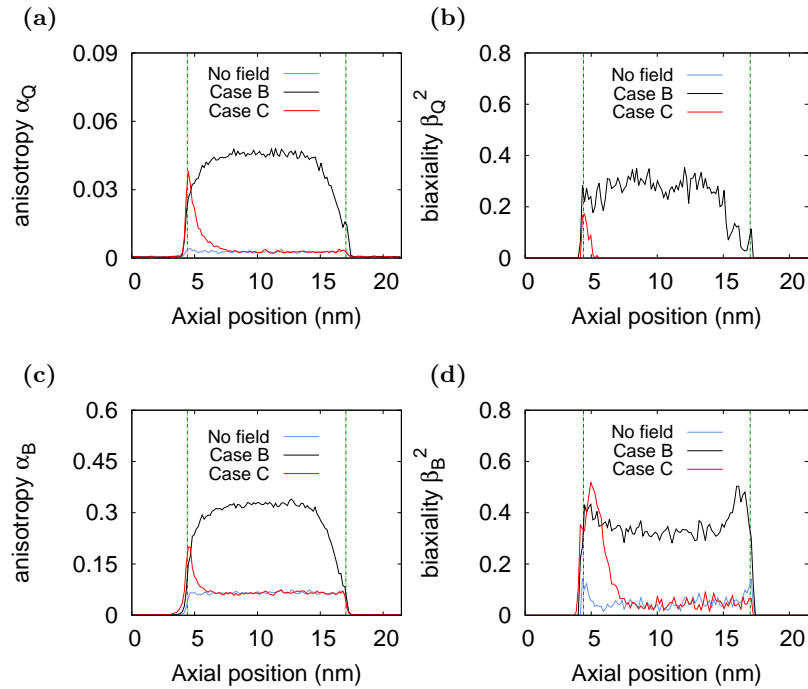 (a)
anisotropy α_Q
0.09
0.06
0.03
0
No field
Case B
Case C
0 5 10 15 20
Axial position (nm)
(b)
biaxiality β_Q^2
0.8
0.6
0.4
0.2
0
No field
Case B
Case C
0 5 10 15 20
Axial position (nm)
(c)
anisotropy α_B
0.6
0.45
0.3
0.15
0
No field
Case B
Case C
0 5 10 15 20
Axial position (nm)
(d)
biaxiality β_B^2
0.8
0.6
0.4
0.2
0
No field
Case B
Case C
0 5 10 15 20
Axial position (nm)